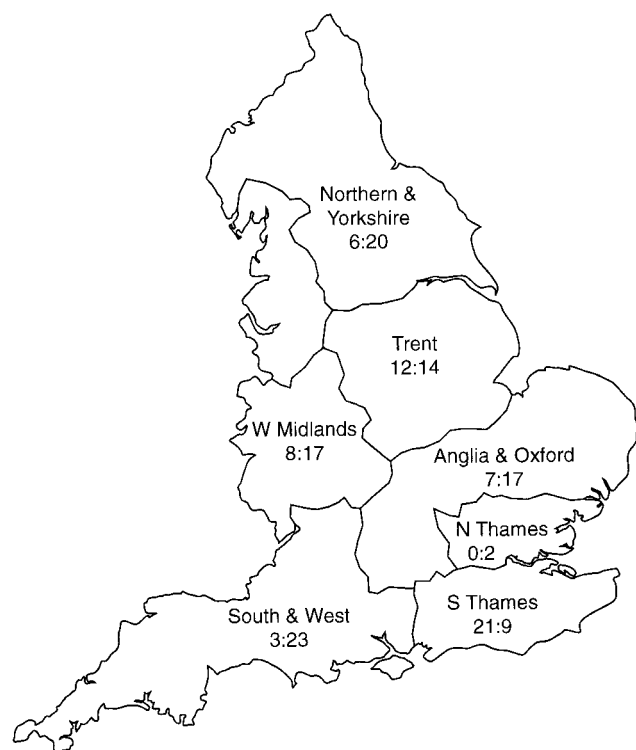 Northern &
Yorkshire
6:20
Trent
12:14
W Midlands
8:17
Anglia & Oxford
7:17
N Thames
0:2
South & West
3:23
S Thames
21:9